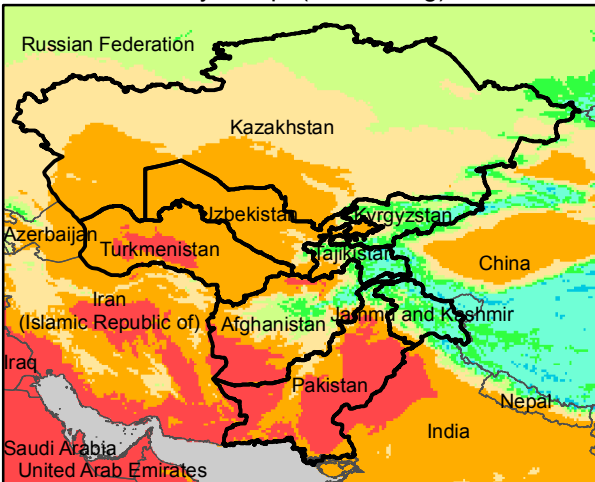 Russian Federation
Kazakhstan
Uzbekistan
Kyrgyzstan
Azerbaijan
Turkmenistan
Tajikistan
China
Iran
(Islamic Republic of)
Afghanistan
Jammu and Kashmir
Iraq
Pakistan
Nepal
India
Saudi Arabia
United Arab Emirates